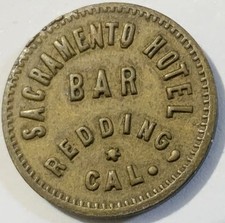 SACRAMENTO HOTEL
BAR
REDDING,
CAL.